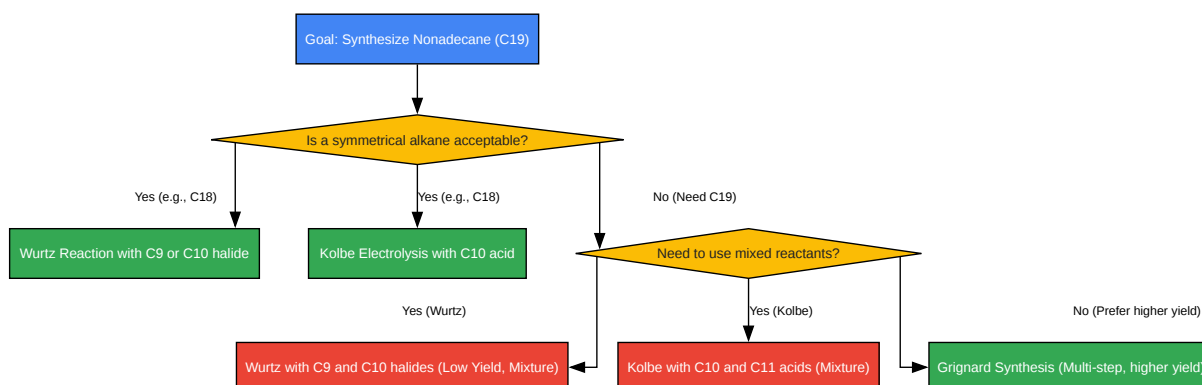 Goal: Synthesize Nonadecane (C19)
Is a symmetrical alkane acceptable?
Yes (e.g., C18)
Yes (e.g., C18)
No (Need C19)
Wurtz Reaction with C9 or C10 halide
Kolbe Electrolysis with C10 acid
Need to use mixed reactants?
Yes (Wurtz)
Yes (Kolbe)
No (Prefer higher yield)
Wurtz with C9 and C10 halides (Low Yield, Mixture)
Kolbe with C10 and C11 acids (Mixture)
Grignard Synthesis (Multi-step, higher yield)